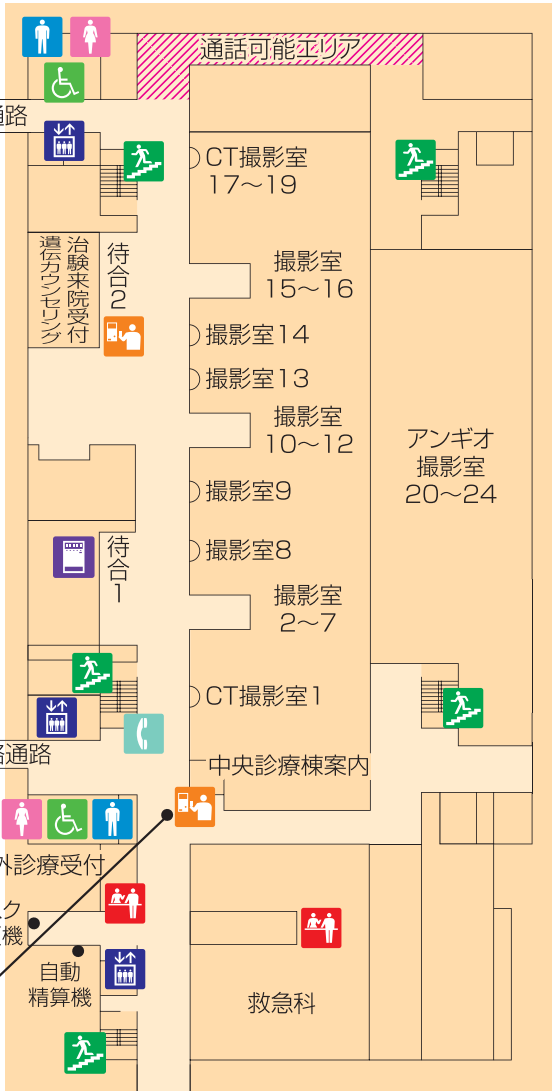 通話可能エリア
通路
CT撮影室
17〜19
治験来院受付
遺伝カウンセリング
待合2
撮影室
15〜16
撮影室14
撮影室13
撮影室
10〜12
アンギオ
撮影室
20〜24
撮影室9
撮影室8
待合1
撮影室
2〜7
CT撮影室1
絡通路
中央診療棟案内
外診療受付
ク
機
自動
精算機
救急科